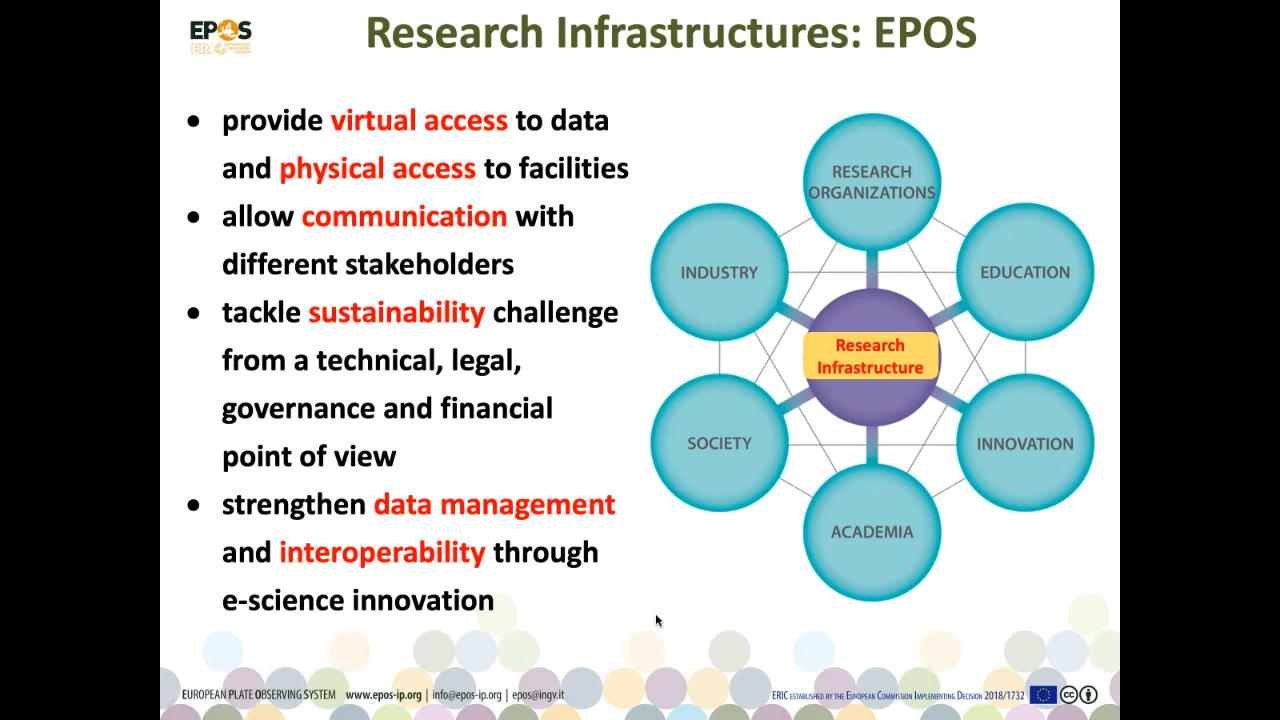 EPOS
ERIC
Research Infrastructures: EPOS
• provide virtual access to data
and physical access to facilities
• allow communication with
different stakeholders
• tackle sustainability challenge
from a technical, legal,
governance and financial
point of view
• strengthen data management
and interoperability through
e-science innovation
RESEARCH
ORGANIZATIONS
INDUSTRY
EDUCATION
Research
Infrastructure
SOCIETY
INNOVATION
ACADEMIA
EUROPEAN PLATE OBSERVING SYSTEM www.epos-ip.org | info@epos-ip.org | epos@ingv.it
ERIC ESTABLISHED BY THE EUROPEAN COMMISSION IMPLEMENTING DECISION 2018/1732
cc